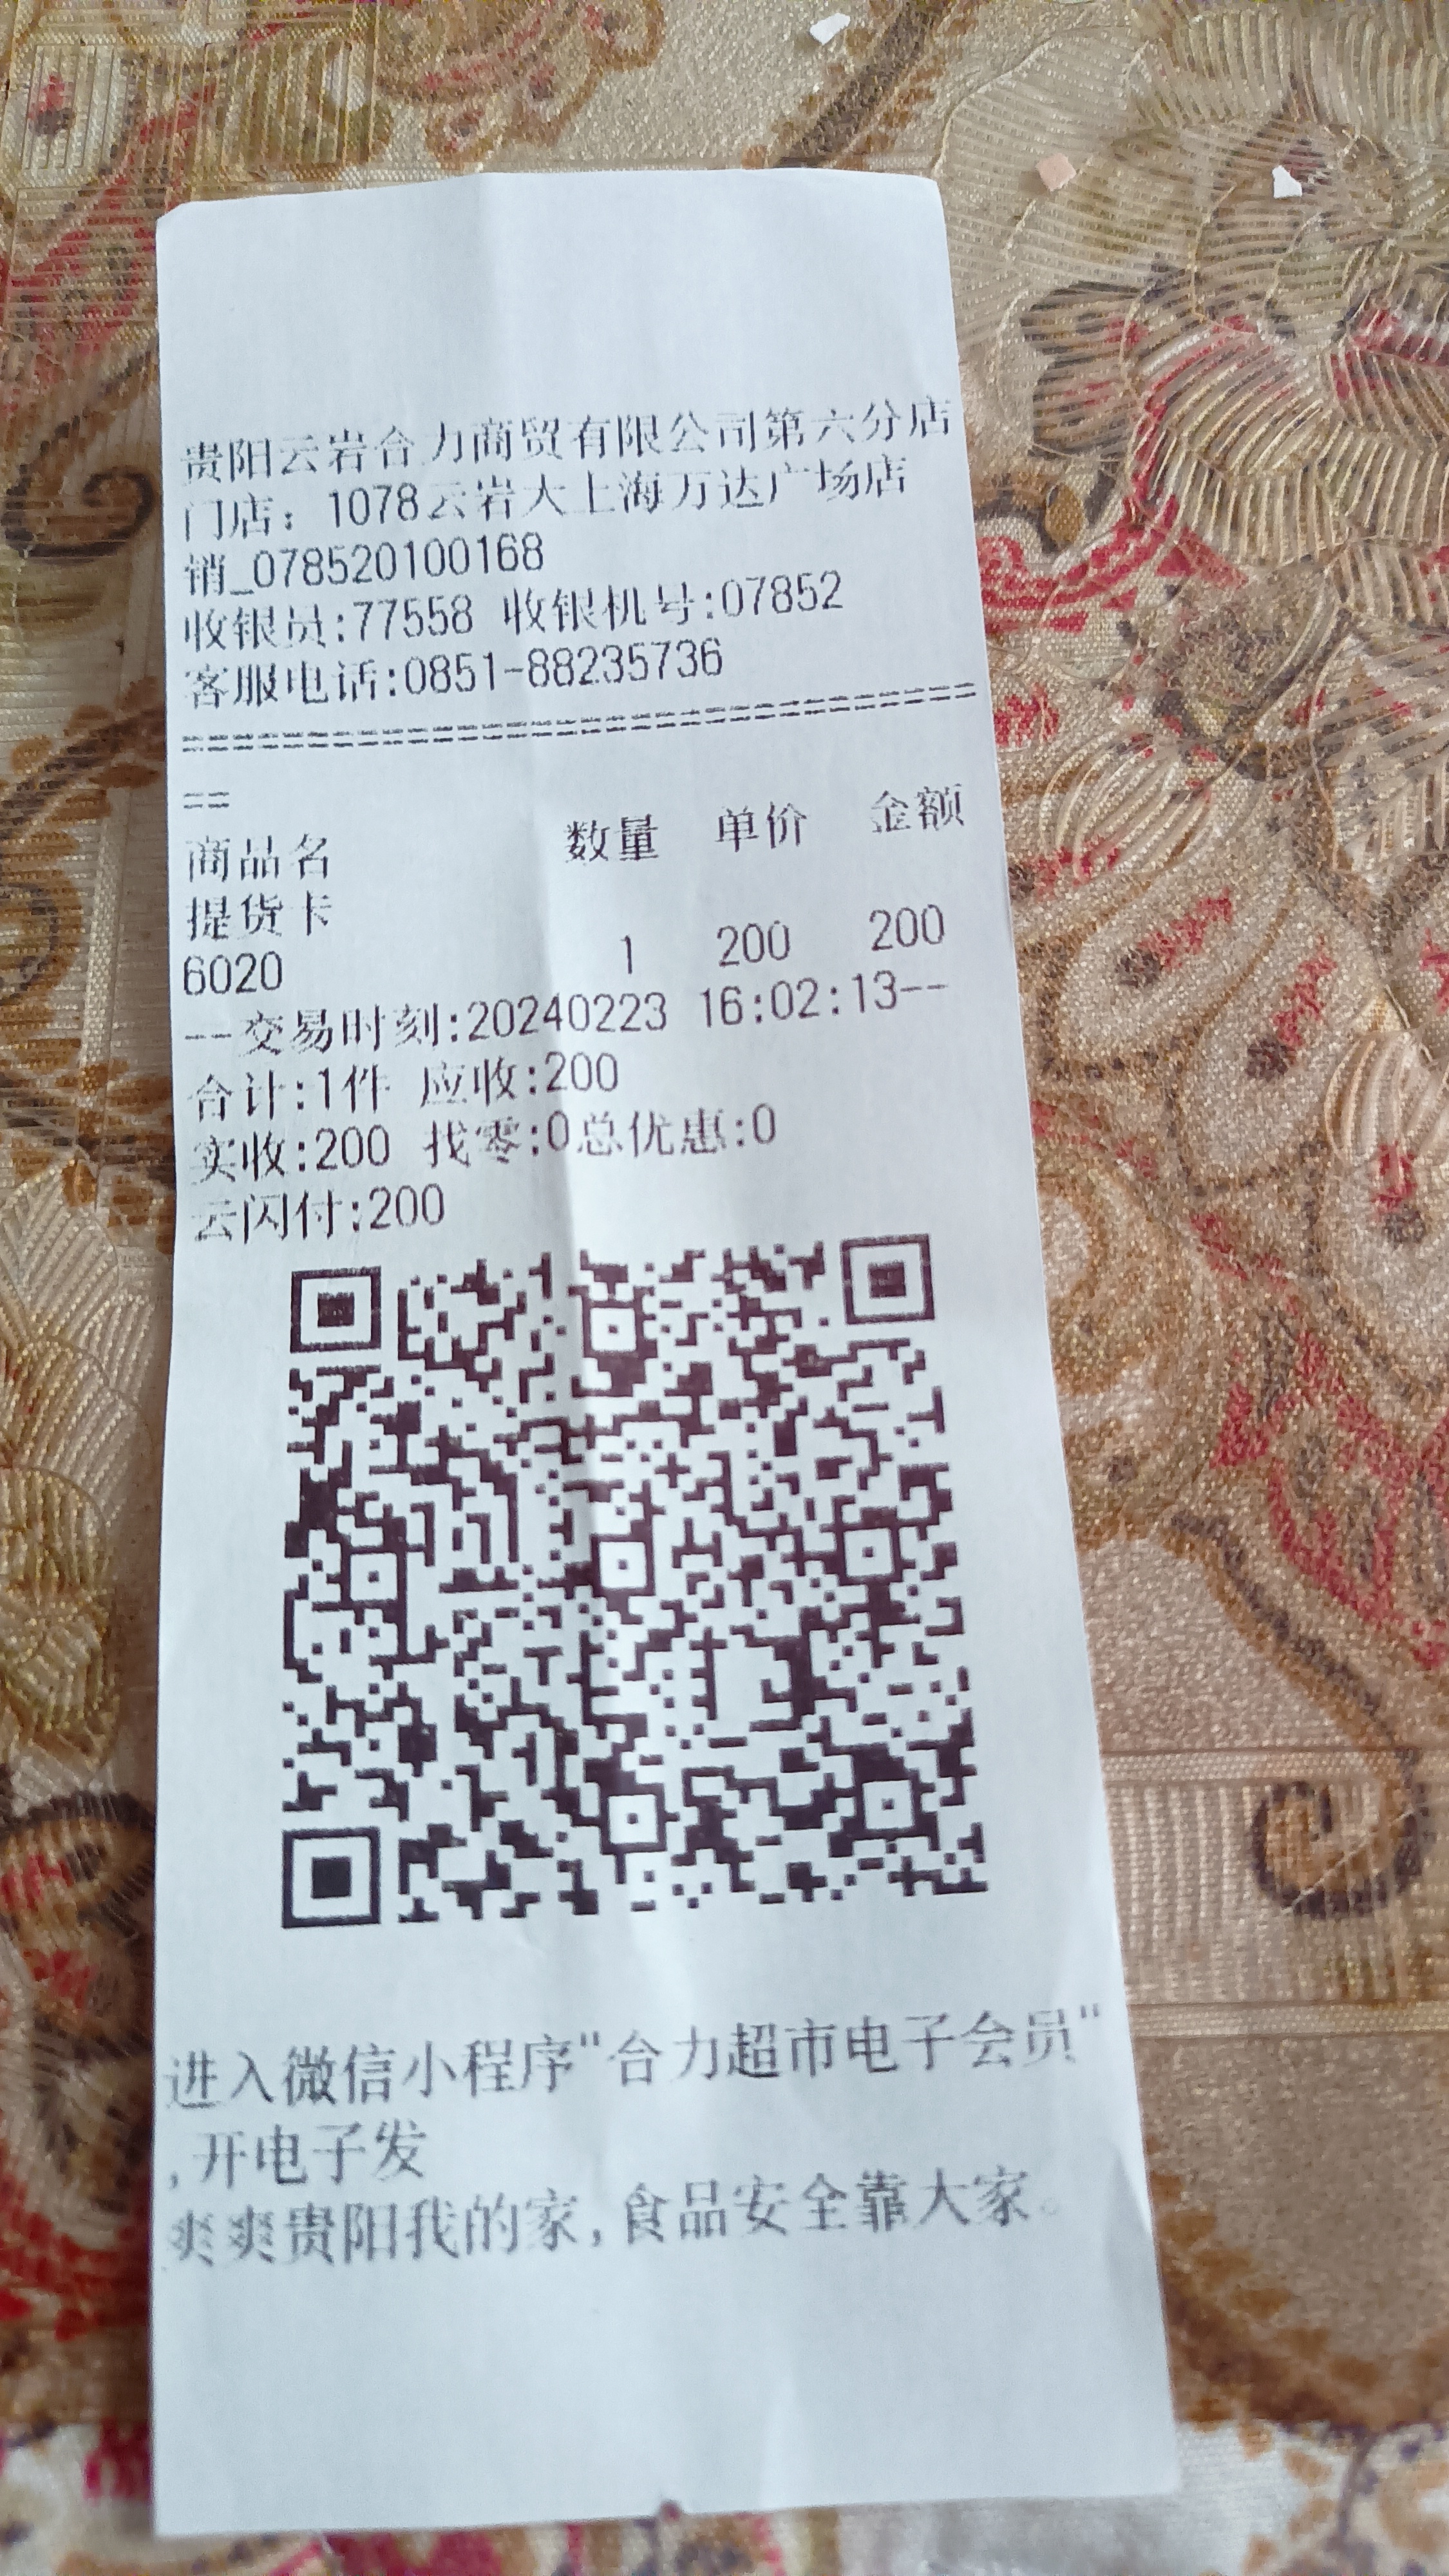 贵阳云岩合力商贸有限公司第六分店
门店：1078云岩大上海万达广场店
销_078520100168
收银员:77558 收银机号:07852
客服电话:0851-88235736
==================================
==
商品名 数量 单价 金额
提货卡
6020 1 200 200
--交易时刻:20240223 16:02:13--
合计:1件 应收:200
实收:200 找零:0总优惠:0
云闪付:200
进入微信小程序"合力超市电子会员"
,开电子发
爽爽贵阳我的家,食品安全靠大家。